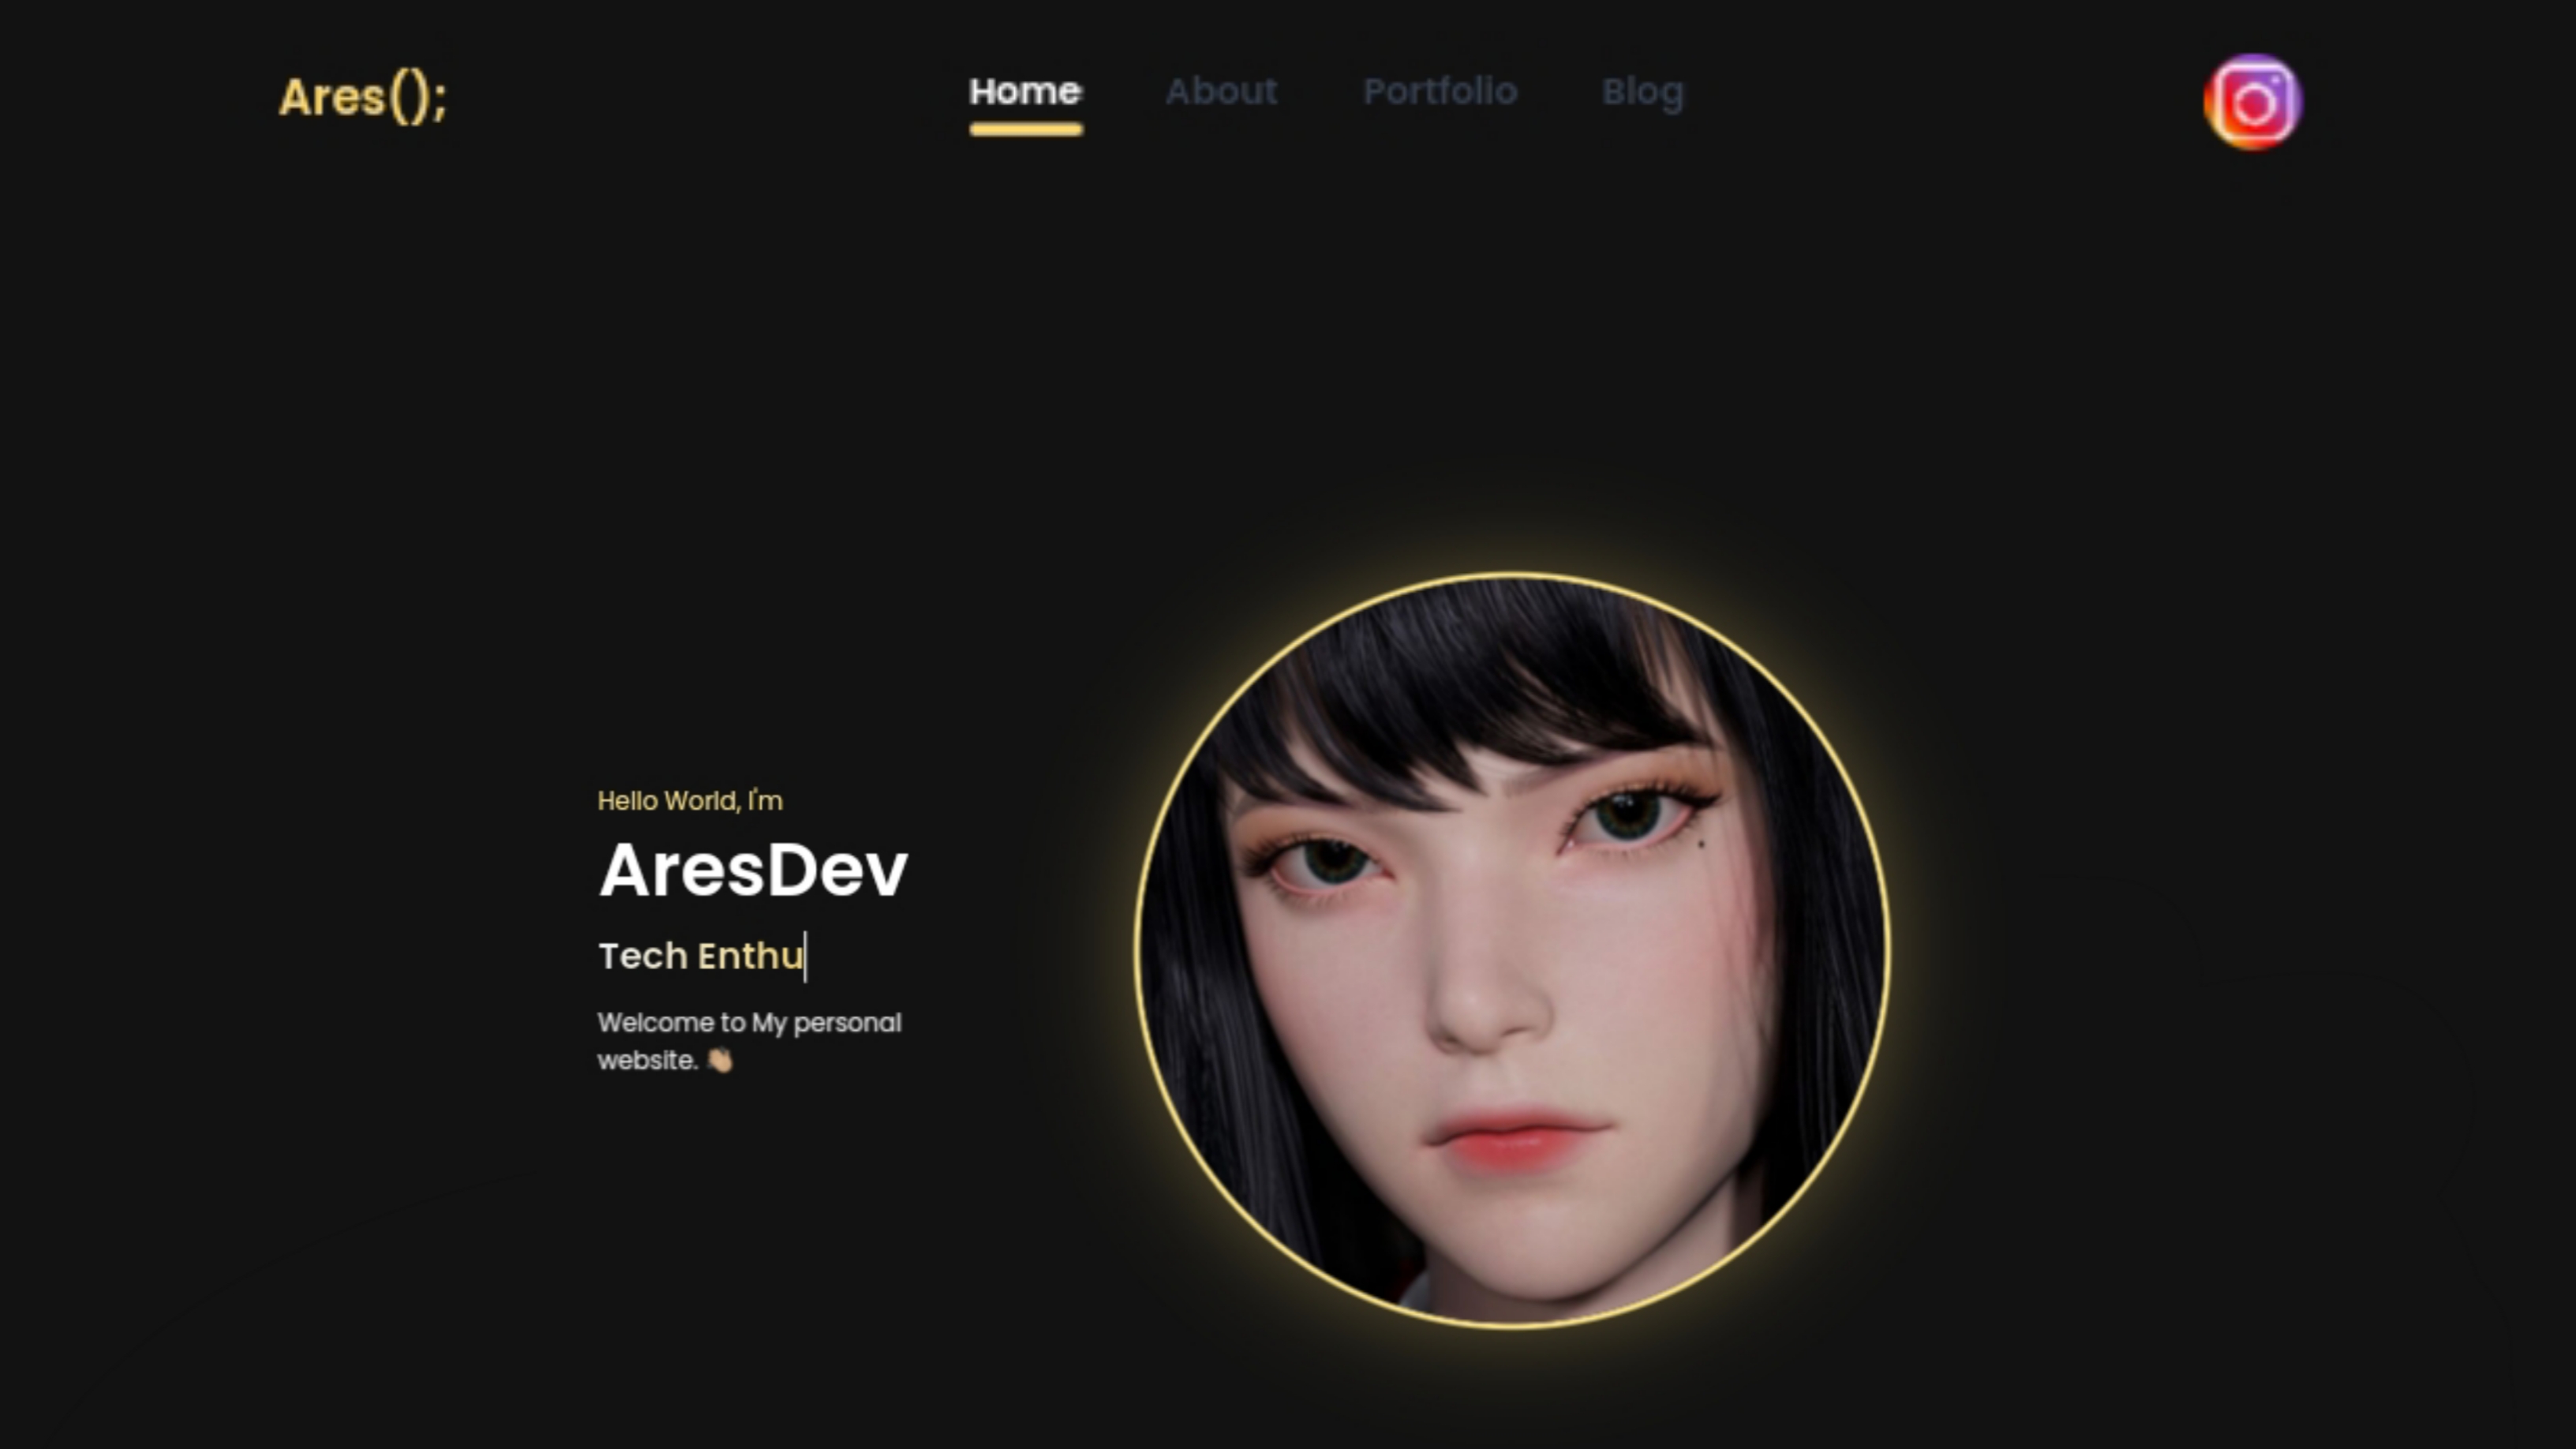 Ares();
Home
About
Portfolio
Blog
Hello World, I'm
AresDev
Tech Enthu
Welcome to My personal
website. 👏🏼